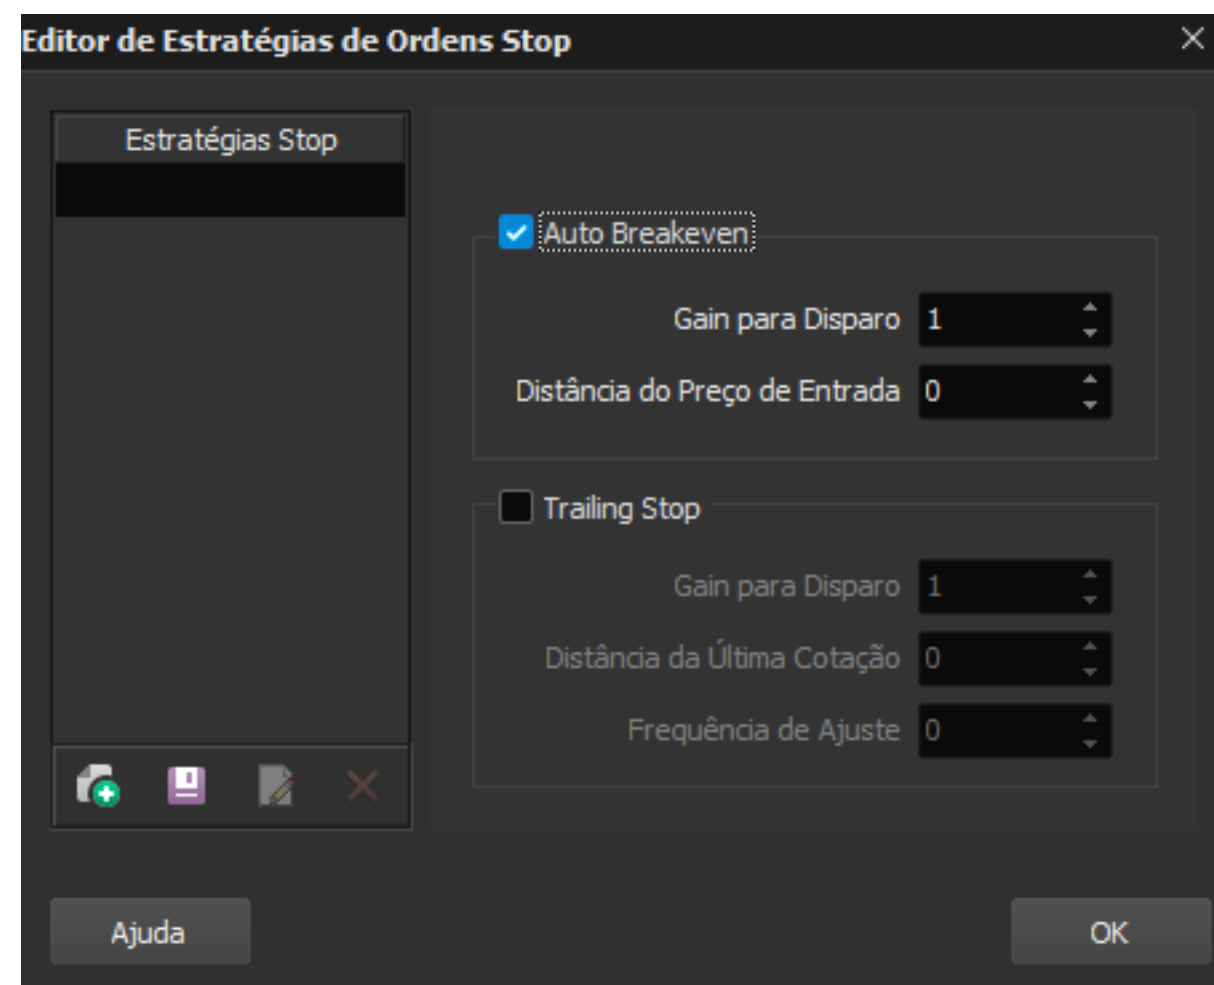 Editor de Estratégias de Ordens Stop
Estratégias Stop
Auto Breakeven
Gain para Disparo 1
Distância do Preço de Entrada 0
Trailing Stop
Gain para Disparo 1
Distância da Última Cotação 0
Frequência de Ajuste 0
Ajuda
OK